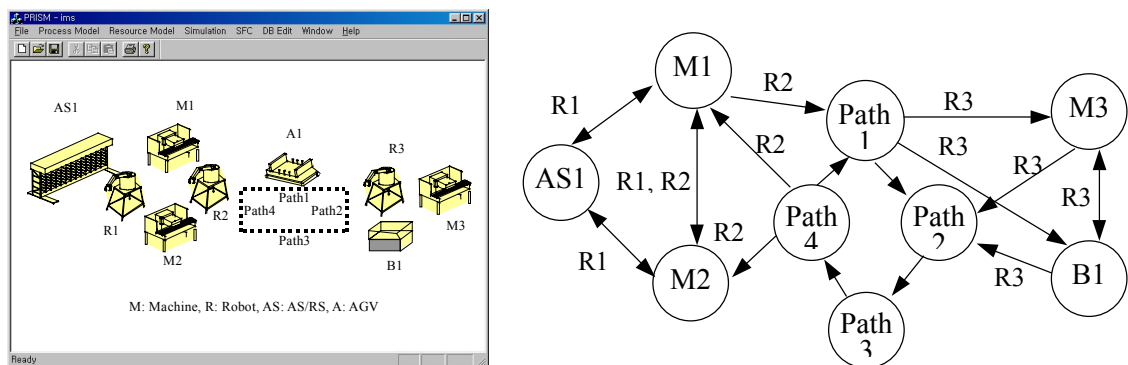 PRISM - ims
File Process Model Resource Model Simulation SFC DB Edit Window Help
AS1
M1
A1
R3
Path1
Path4 Path2
R1
R2
M2
Path3
B1
M3
M: Machine, R: Robot, AS: AS/RS, A: AGV
Ready
M1
R2
Path
1
R3
M3
R1
R2
R3
R3
AS1
R1, R2
Path
4
Path
2
R3
R1
M2
R2
R3
B1
Path
3